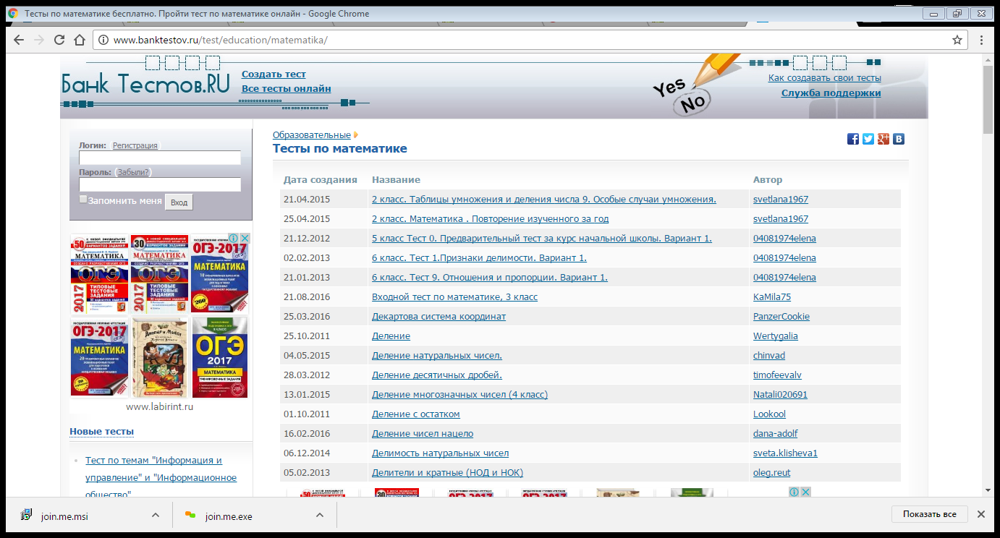 Тесты по математике бесплатно. Пройти тест по математике онлайн - Google Chrome
www.banktestov.ru/test/education/matematika/
Банк Тестов.RU
Создать тест
Все тесты онлайн
Yes
No
Как создавать свои тесты
Служба поддержки
Логин: Регистрация
Пароль: (Забыли?)
Запомнить меня Вход
50 МАТЕМАТИКА ОГЭ 2017 ТИПОВЫЕ ТЕСТОВЫЕ ЗАДАНИЯ
30 МАТЕМАТИКА ОГЭ 2017 ТИПОВЫЕ ТЕСТОВЫЕ ЗАДАНИЯ
ОГЭ-2017 МАТЕМАТИКА
ОГЭ-2017 МАТЕМАТИКА
ОГЭ 2017 МАТЕМАТИКА ТРЕНИРОВОЧНЫЕ ЗАДАНИЯ
www.labirint.ru
Новые тесты
Тест по темам "Информация и
управление" и "Информационное
общество"
Образовательные
Тесты по математике
Дата создания Название Автор
21.04.2015 2 класс. Таблицы умножения и деления числа 9. Особые случаи умножения. svetlana1967
25.04.2015 2 класс. Математика . Повторение изученного за год svetlana1967
21.12.2012 5 класс Тест 0. Предварительный тест за курс начальной школы. Вариант 1. 04081974elena
02.02.2013 6 класс. Тест 1.Признаки делимости. Вариант 1. 04081974elena
21.01.2013 6 класс. Тест 9. Отношения и пропорции. Вариант 1. 04081974elena
21.08.2016 Входной тест по математике, 3 класс KaMila75
25.03.2016 Декартова система координат PanzerCookie
25.10.2011 Деление Wertygalia
04.05.2015 Деление натуральных чисел. chinvad
28.03.2012 Деление десятичных дробей. timofeevalv
13.01.2015 Деление многозначных чисел (4 класс) Natali020691
01.10.2011 Деление с остатком Lookool
16.02.2016 Деление чисел нацело dana-adolf
06.12.2014 Делимость натуральных чисел sveta.klisheva1
05.02.2013 Делители и кратные (НОД и НОК) oleg.reut
join.me.msi
join.me.exe
Показать все